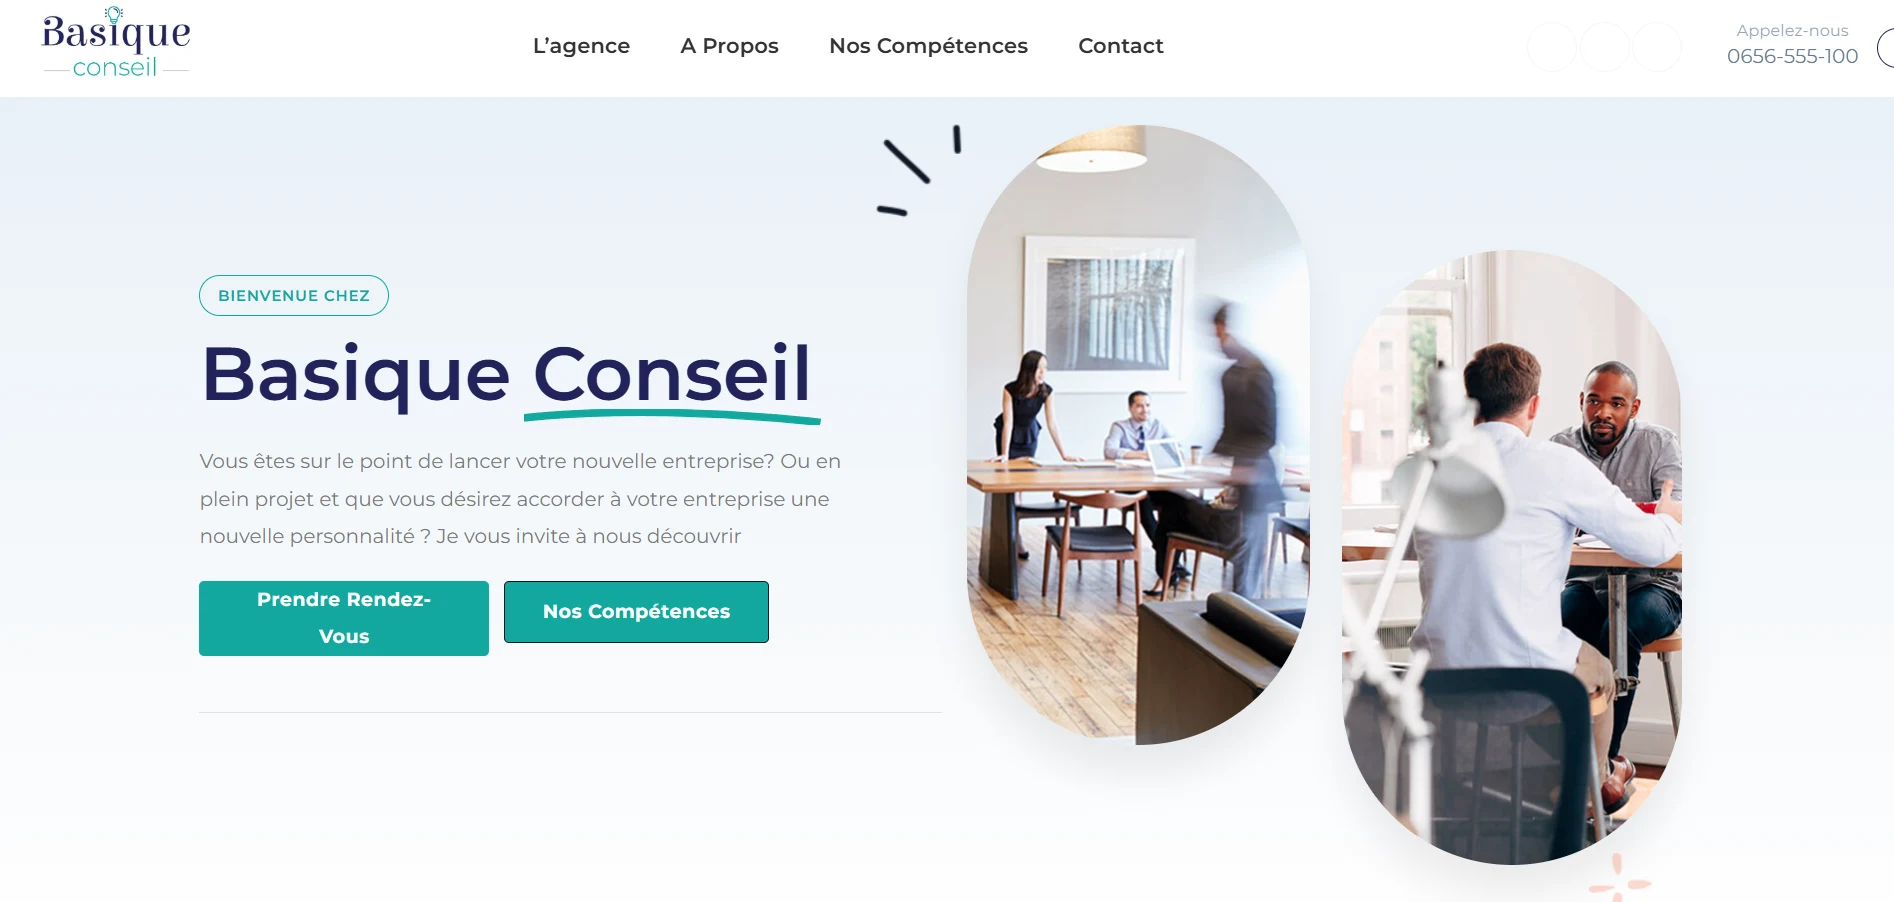 Basique
conseil
L’agence
A Propos
Nos Compétences
Contact
Appelez-nous
0656-555-100
BIENVENUE CHEZ
Basique Conseil
Vous êtes sur le point de lancer votre nouvelle entreprise? Ou en
plein projet et que vous désirez accorder à votre entreprise une
nouvelle personnalité ? Je vous invite à nous découvrir
Prendre Rendez-
Vous
Nos Compétences